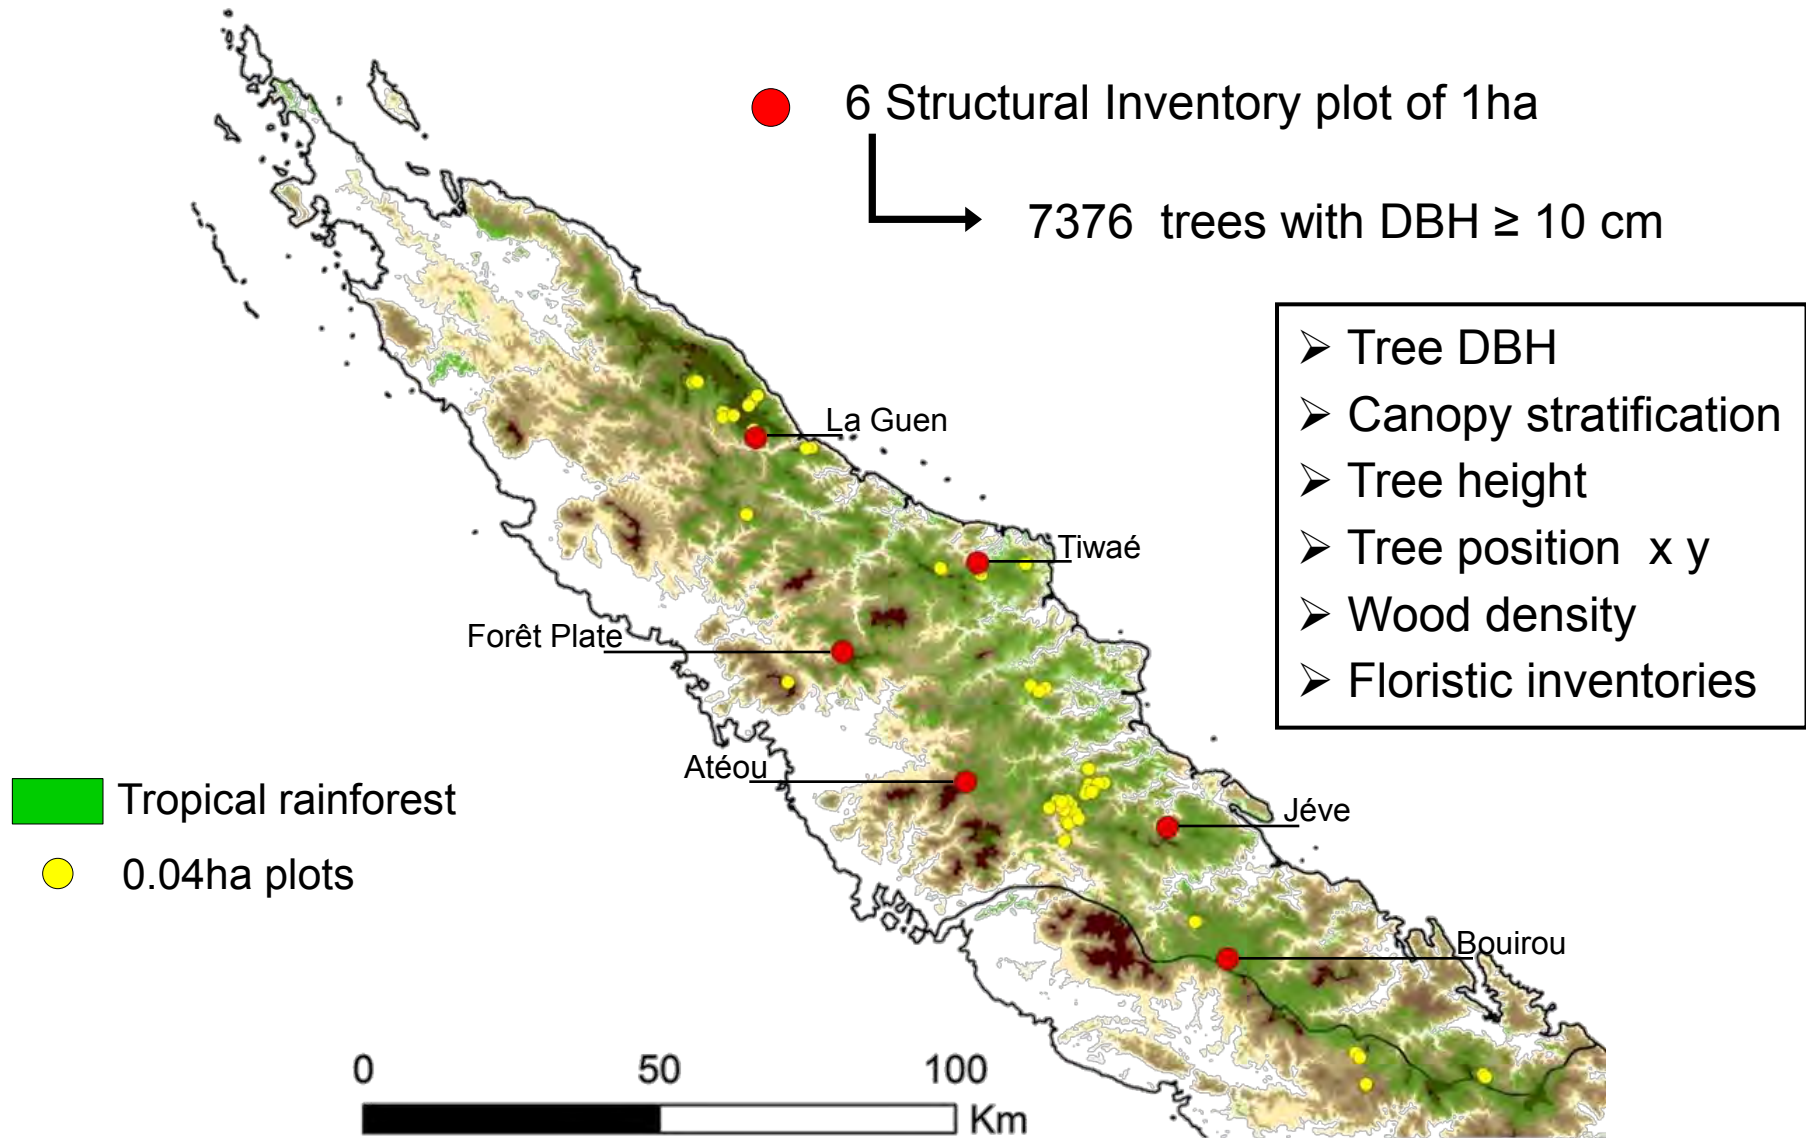 6 Structural Inventory plot of 1ha
7376 trees with DBH ≥ 10 cm
➢ Tree DBH
➢ Canopy stratification
➢ Tree height
➢ Tree position x y
➢ Wood density
➢ Floristic inventories
La Guen
Tiwaé
Forêt Plate
Atéou
Jéve
Bouirou
Tropical rainforest
0.04ha plots
0 50 100
Km